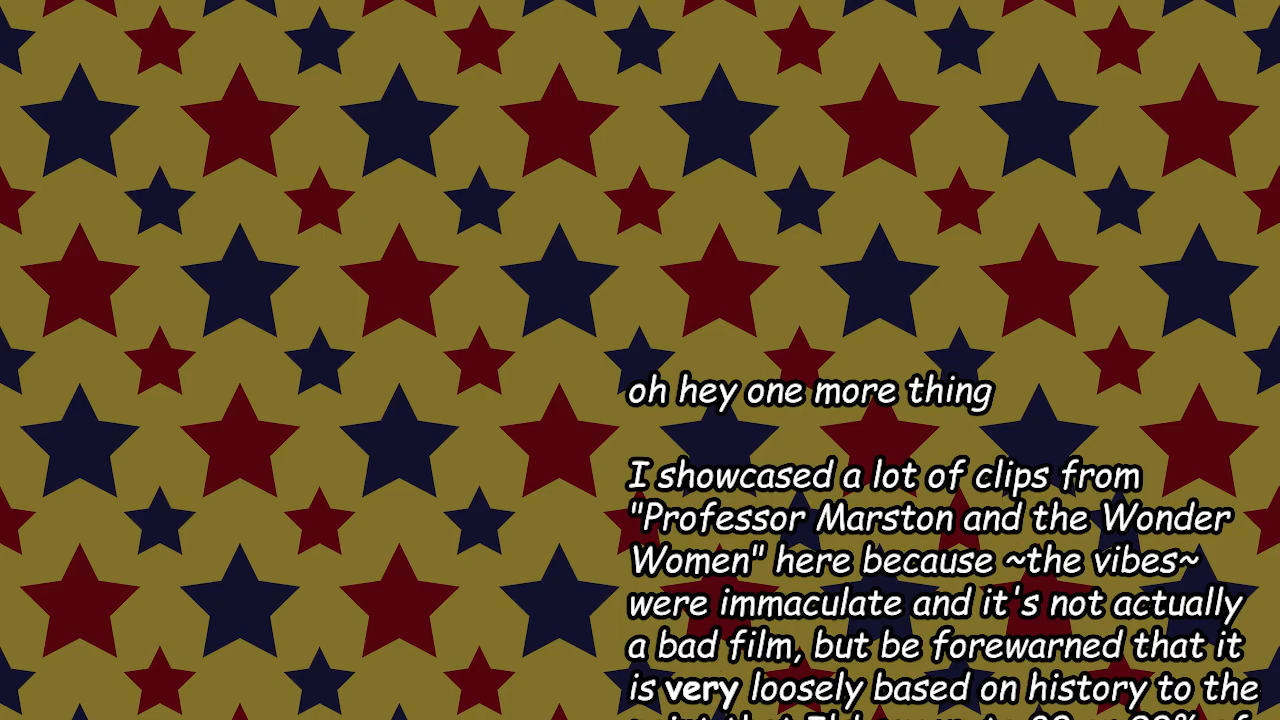 oh hey one more thing
I showcased a lot of clips from
"Professor Marston and the Wonder
Women" here because ~the vibes~
were immaculate and it's not actually
a bad film, but be forewarned that it
is very loosely based on history to the